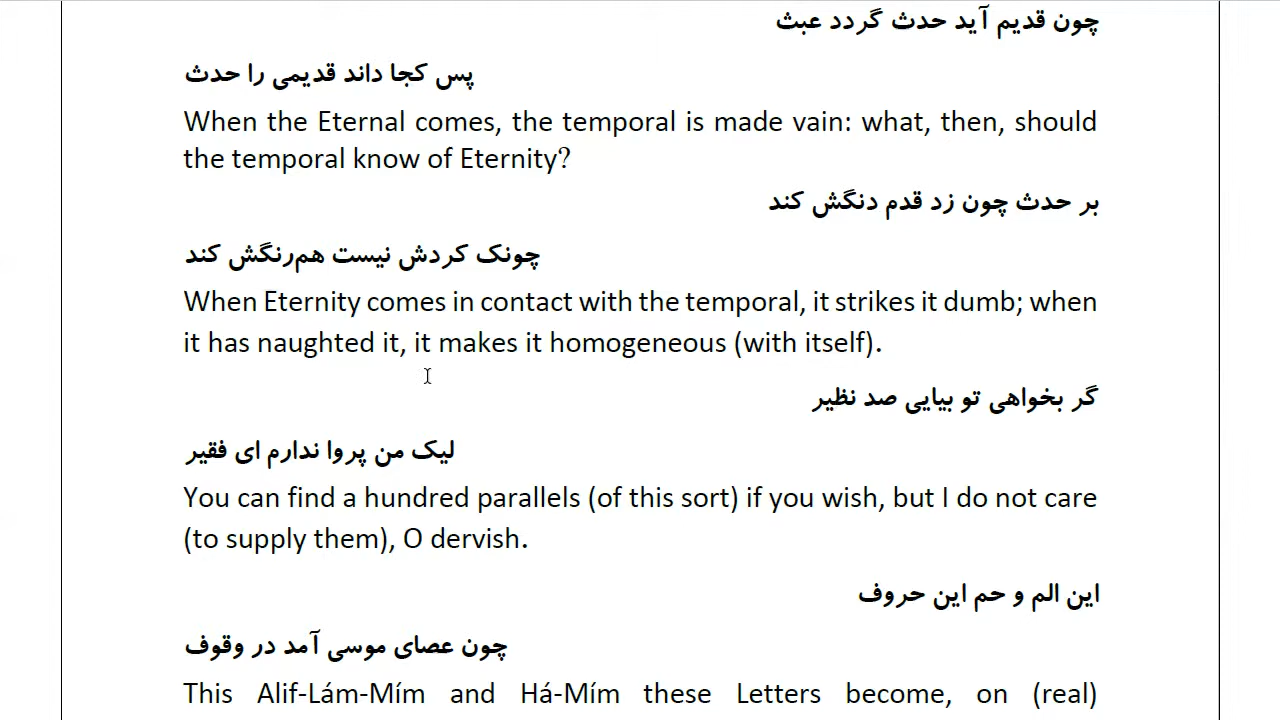 چون قدیم آید حدث گردد عبث
پس کجا داند قدیمی را حدث
When the Eternal comes, the temporal is made vain: what, then, should
the temporal know of Eternity?
بر حدث چون زد قدم دنگش کند
چونک کردش نیست هم‌رنگش کند
When Eternity comes in contact with the temporal, it strikes it dumb; when
it has naughted it, it makes it homogeneous (with itself).
گر بخواهی تو بیایی صد نظیر
لیک من پروا ندارم ای فقیر
You can find a hundred parallels (of this sort) if you wish, but I do not care
(to supply them), O dervish.
این الم و حم این حروف
چون عصای موسی آمد در وقوف
This Alif-Lám-Mím and Há-Mím these Letters become, on (real)